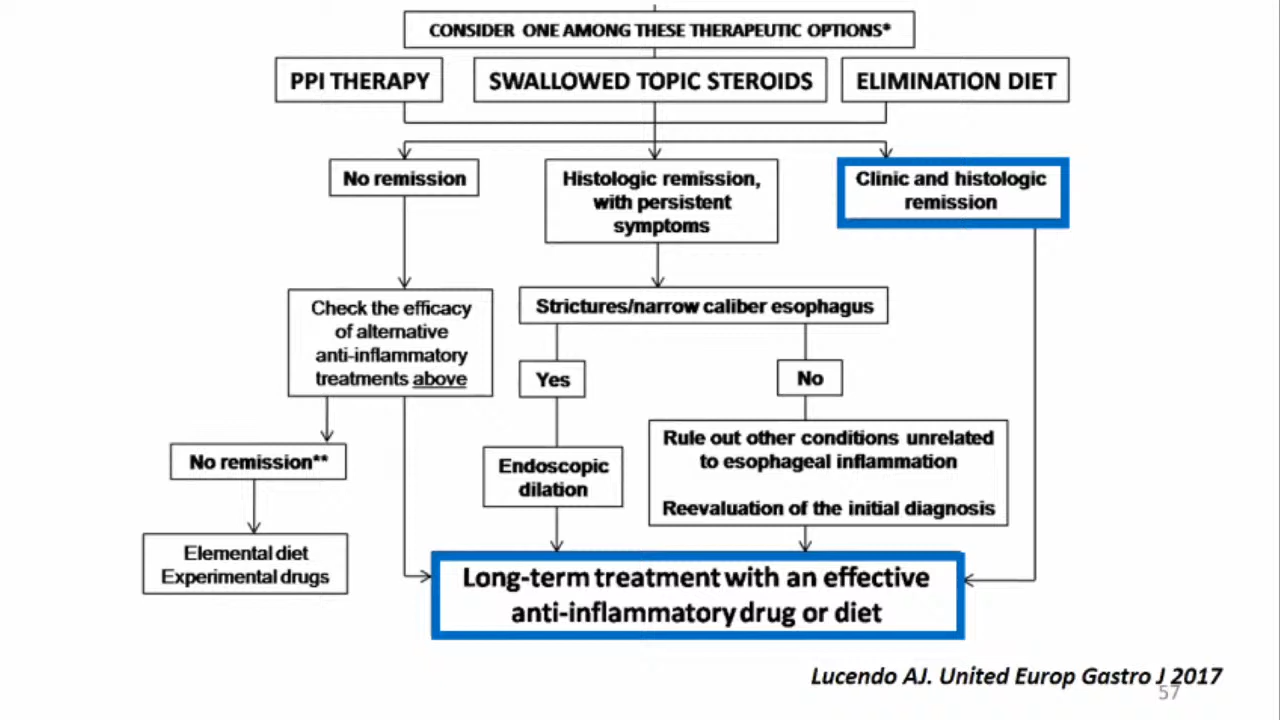 CONSIDER ONE AMONG THESE THERAPEUTIC OPTIONS*
PPI THERAPY
SWALLOWED TOPIC STEROIDS
ELIMINATION DIET
No remission
Histologic remission,
with persistent
symptoms
Clinic and histologic
remission
Check the efficacy
of alternative
anti-inflammatory
treatments above
Strictures/narrow caliber esophagus
Yes
No
No remission**
Endoscopic
dilation
Rule out other conditions unrelated
to esophageal inflammation
Reevaluation of the initial diagnosis
Elemental diet
Experimental drugs
Long-term treatment with an effective
anti-inflammatory drug or diet
Lucendo AJ. United Europ Gastro J 2017
57